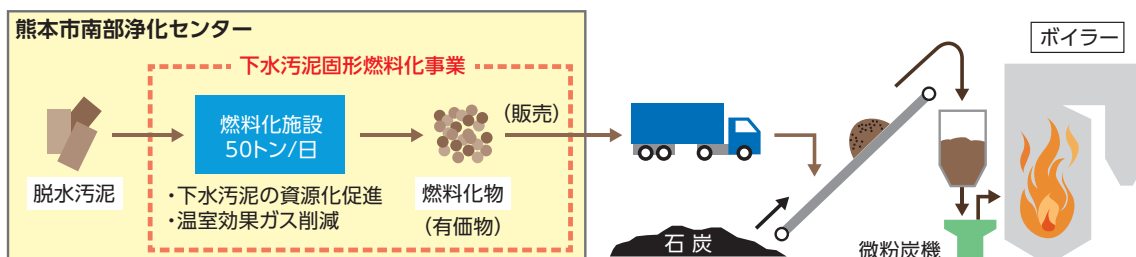 熊本市南部浄化センター
下水汚泥固形燃料化事業
ボイラー
燃料化施設
50トン/日
(販売)
脱水汚泥
・下水汚泥の資源化促進
・温室効果ガス削減
燃料化物
(有価物)
石炭
微粉炭機